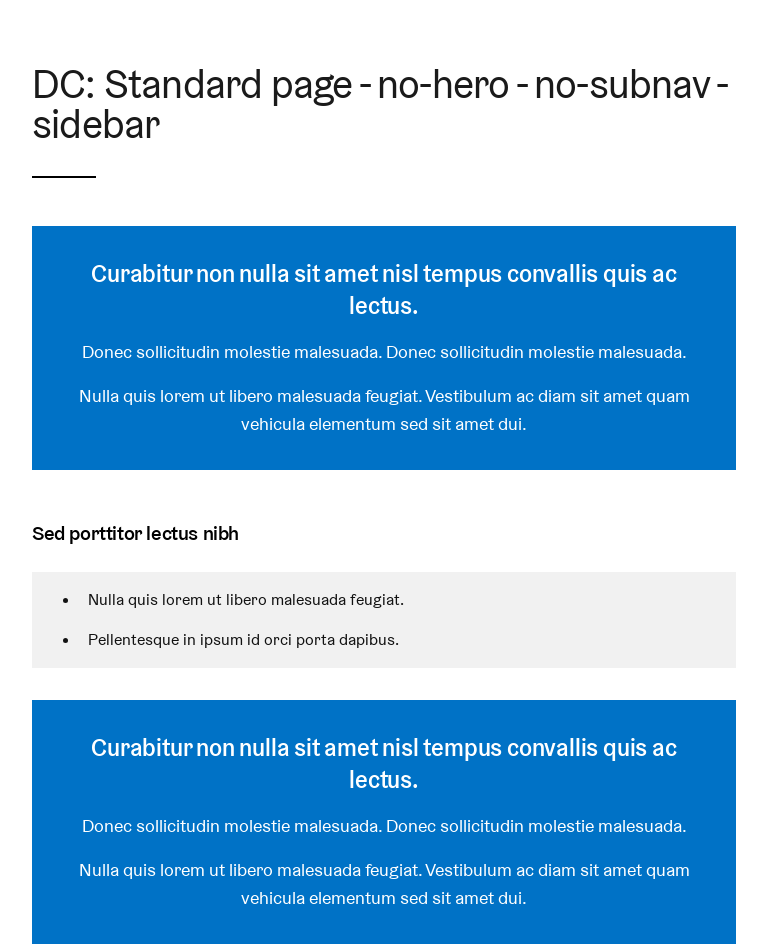 DC: Standard page - no-hero - no-subnav -
sidebar
Curabitur non nulla sit amet nisl tempus convallis quis ac
lectus.
Donec sollicitudin molestie malesuada. Donec sollicitudin molestie malesuada.
Nulla quis lorem ut libero malesuada feugiat. Vestibulum ac diam sit amet quam
vehicula elementum sed sit amet dui.
Sed porttitor lectus nibh
• Nulla quis lorem ut libero malesuada feugiat.
• Pellentesque in ipsum id orci porta dapibus.
Curabitur non nulla sit amet nisl tempus convallis quis ac
lectus.
Donec sollicitudin molestie malesuada. Donec sollicitudin molestie malesuada.
Nulla quis lorem ut libero malesuada feugiat. Vestibulum ac diam sit amet quam
vehicula elementum sed sit amet dui.